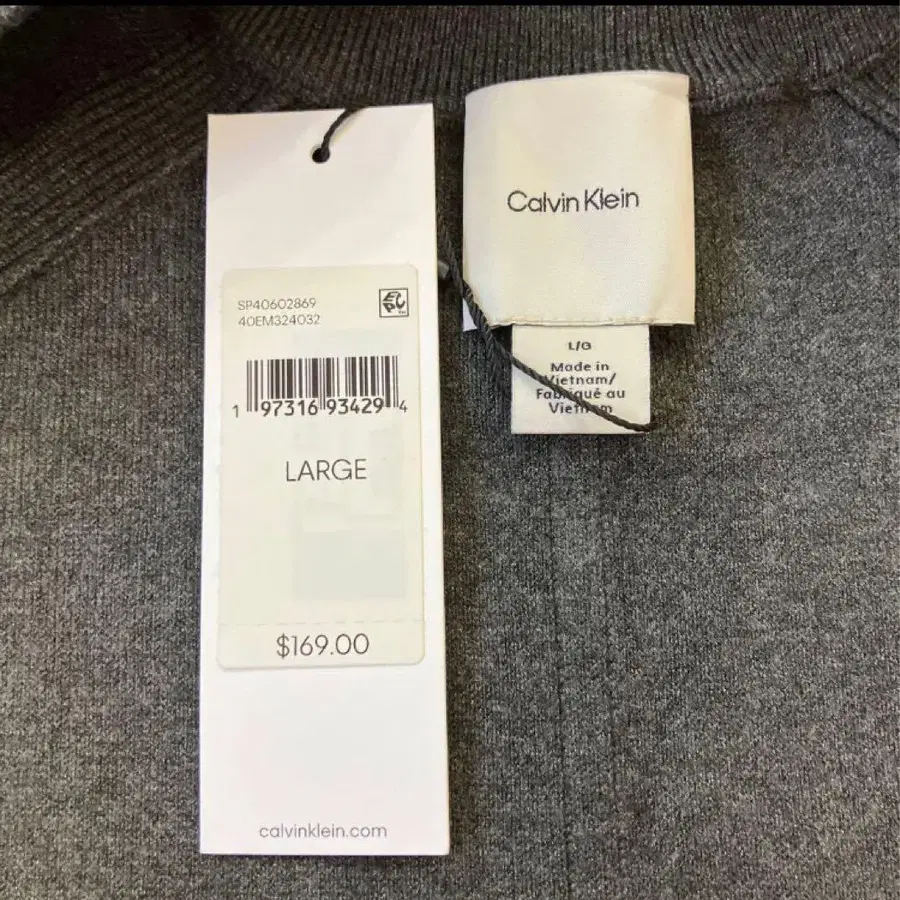 SP40602869
40EM324032
1 97316 93429 4
LARGE
$169.00
calvinklein.com
Calvin Klein
L/G
Made in
Vietnam/
Fabriqué au
Vietnam